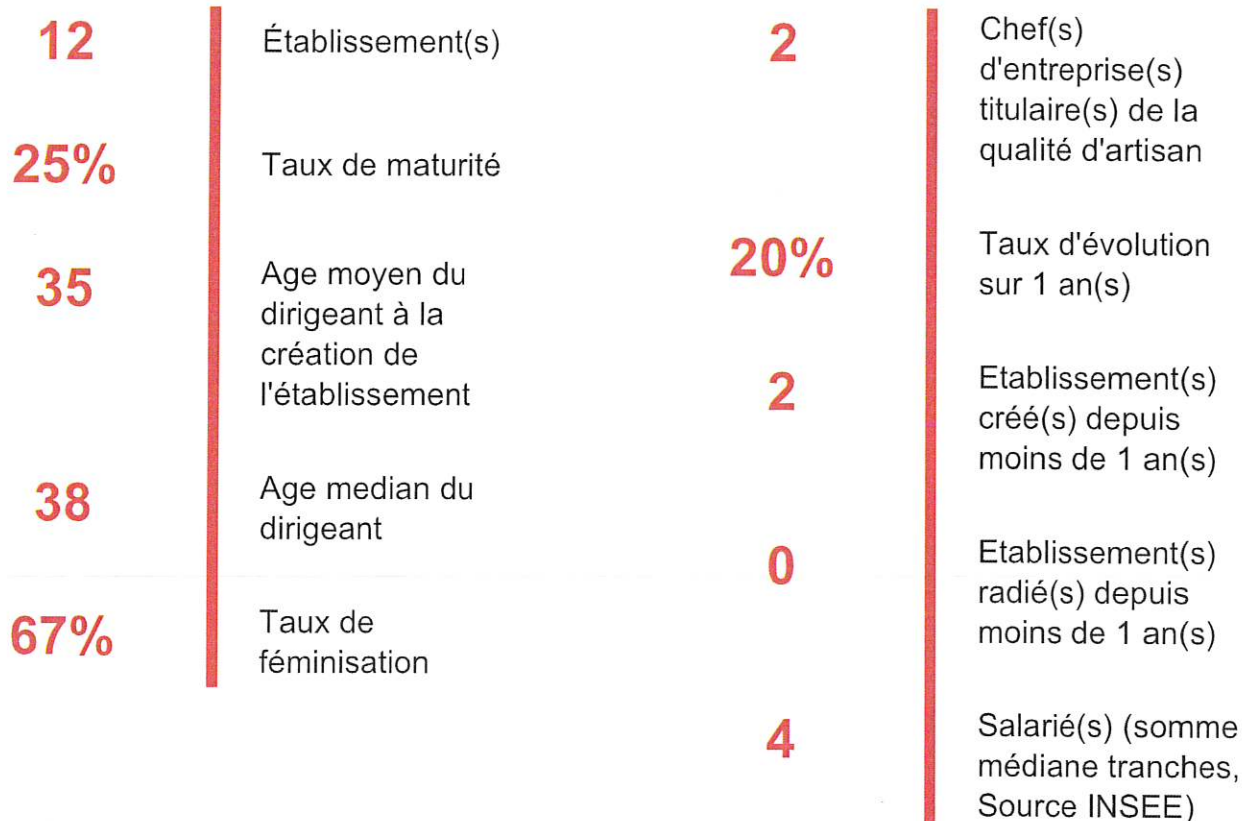 12
Établissement(s)
25%
Taux de maturité
35
Age moyen du
dirigeant à la
création de
l'établissement
38
Age median du
dirigeant
67%
Taux de
féminisation
2
Chef(s)
d'entreprise(s)
titulaire(s) de la
qualité d'artisan
20%
Taux d'évolution
sur 1 an(s)
2
Etablissement(s)
créé(s) depuis
moins de 1 an(s)
0
Etablissement(s)
radié(s) depuis
moins de 1 an(s)
4
Salarié(s) (somme
médiane tranches,
Source INSEE)